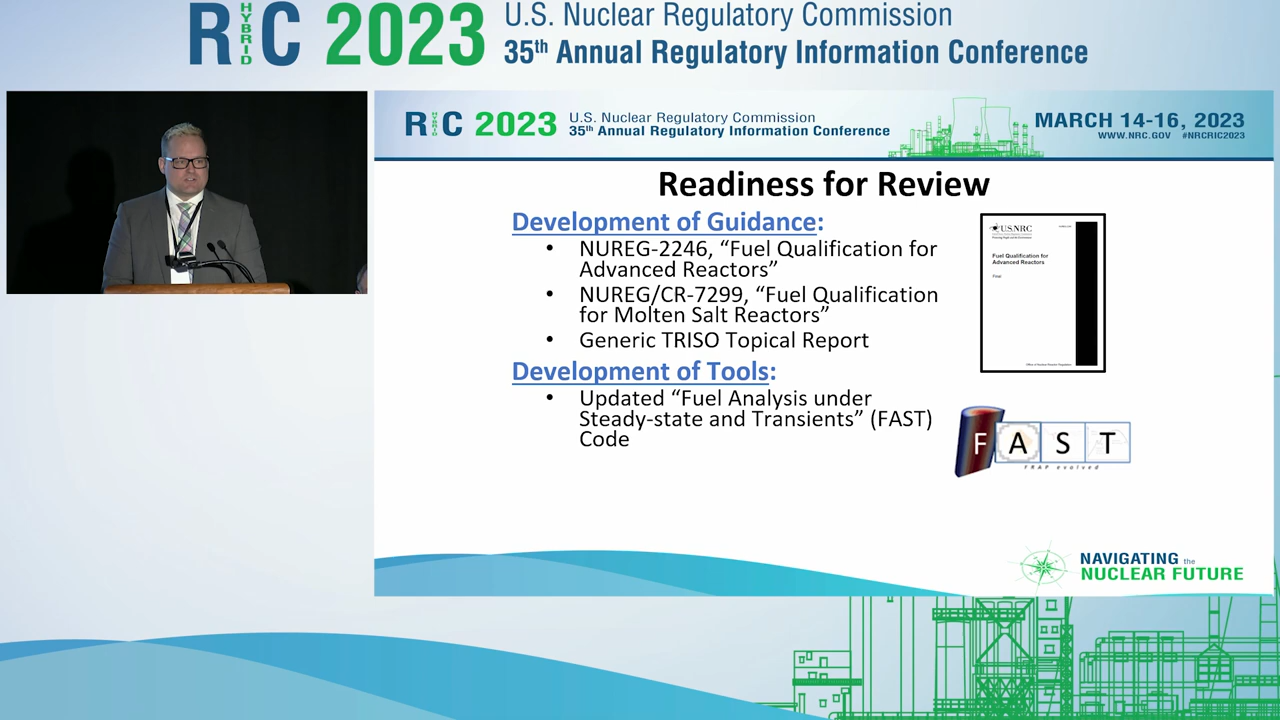 RIC 2023
HYBRID
U.S. Nuclear Regulatory Commission
35th Annual Regulatory Information Conference
RIC 2023
U.S. Nuclear Regulatory Commission
35th Annual Regulatory Information Conference
MARCH 14-16, 2023
WWW.NRC.GOV #NRCRIC2023
Readiness for Review
Development of Guidance:
• NUREG-2246, “Fuel Qualification for
Advanced Reactors”
• NUREG/CR-7299, “Fuel Qualification
for Molten Salt Reactors”
• Generic TRISO Topical Report
Development of Tools:
• Updated “Fuel Analysis under
Steady-state and Transients” (FAST)
Code
U.S.NRC
Fuel Qualification for
Advanced Reactors
FAST
FRAP evolved
NAVIGATING the
NUCLEAR FUTURE